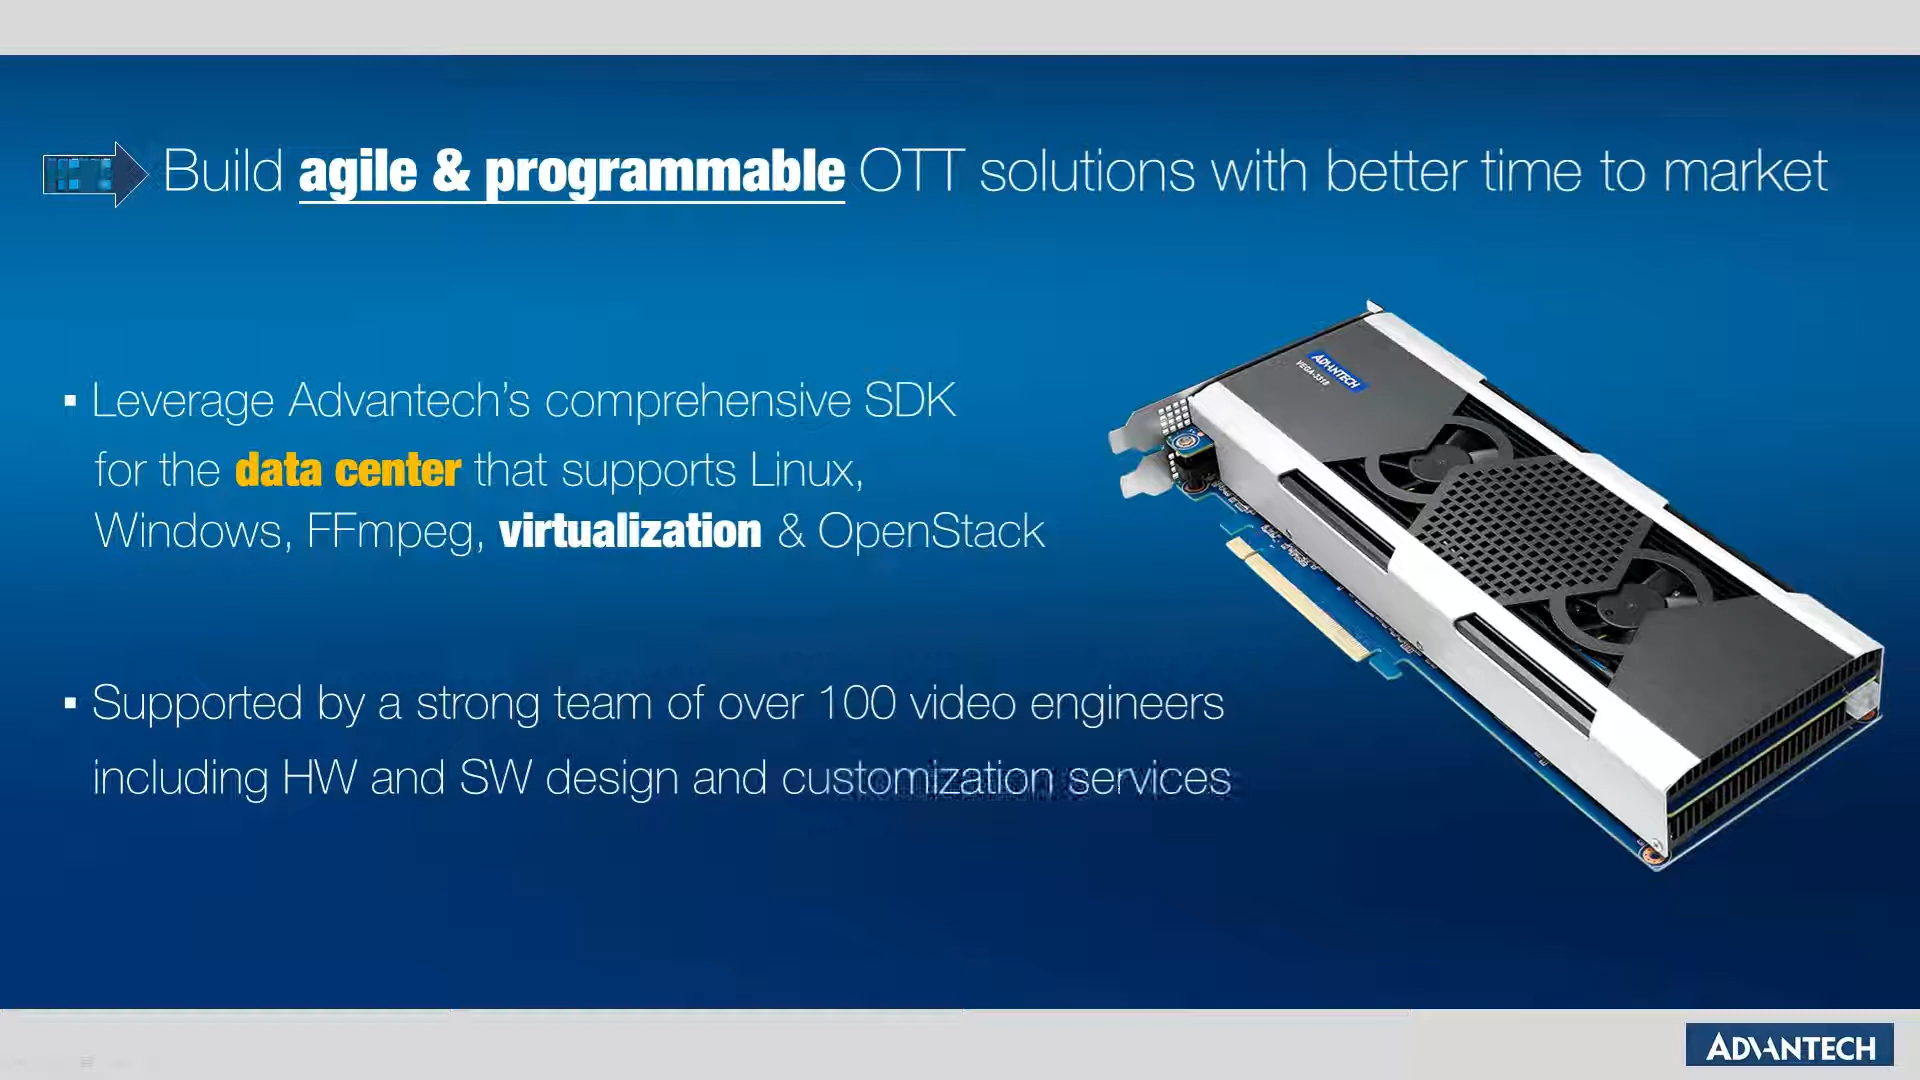 Build agile & programmable OTT solutions with better time to market
▪ Leverage Advantech’s comprehensive SDK
for the data center that supports Linux,
Windows, FFmpeg, virtualization & OpenStack
▪ Supported by a strong team of over 100 video engineers
including HW and SW design and customization services
ADVANTECH
VEGA-3318
ADVANTECH